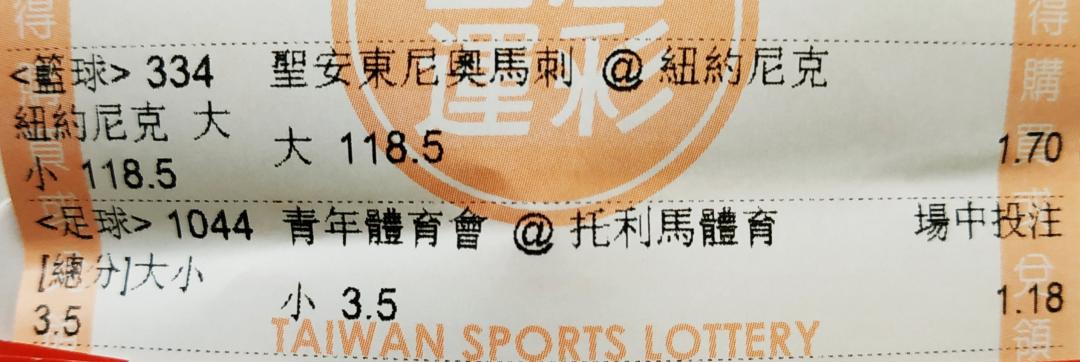 運彩
<籃球> 334 聖安東尼奧馬刺 @ 紐約尼克
紐約尼克 大
大 118.5 1.70
小 118.5
<足球> 1044 青年體育會 @ 托利馬體育 場中投注
[總分]大小
小 3.5 1.18
3.5
TAIWAN SPORTS LOTTERY